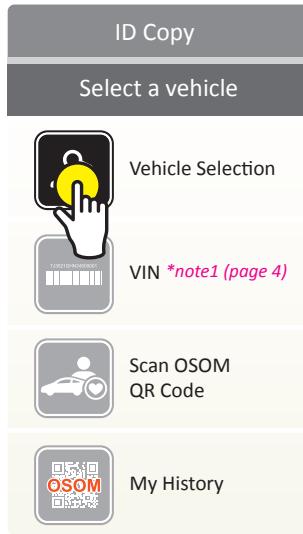 ID Copy
Select a vehicle
Vehicle Selection
VIN *note1 (page 4)
Scan OSOM
QR Code
OSOM
My History